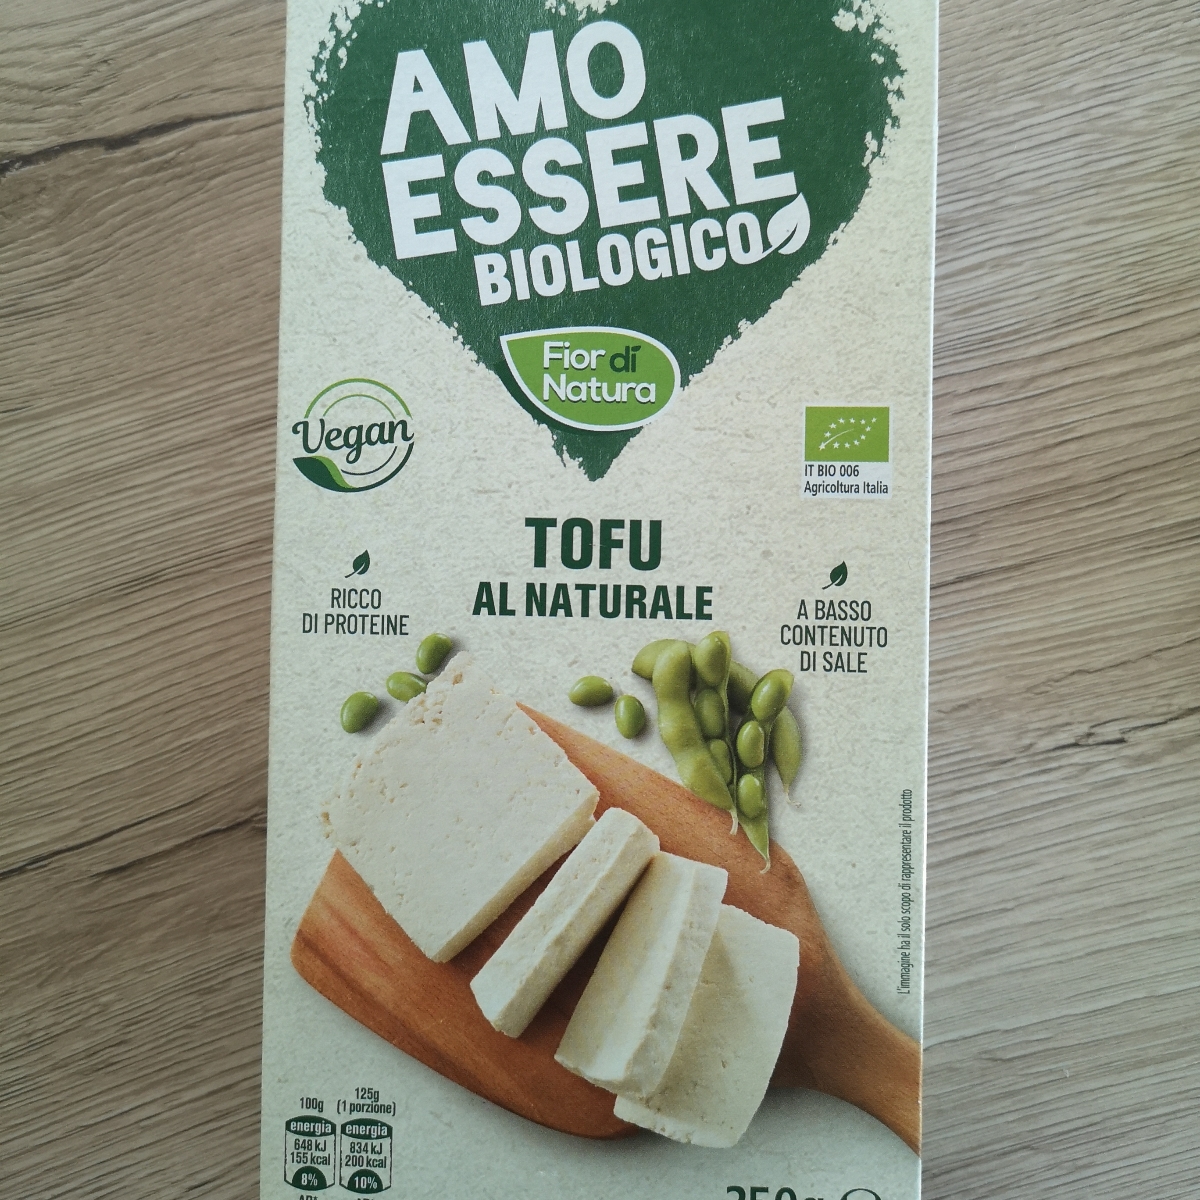 AMO
ESSERE
BIOLOGICO
Fior di
Natura
Vegan
IT BIO 006
Agricoltura Italia
TOFU
AL NATURALE
RICCO
DI PROTEINE
A BASSO
CONTENUTO
DI SALE
L'immagine ha il solo scopo di rappresentare il prodotto
100g
125g
(1 porzione)
energia
648 kJ
155 kcal
8%
energia
834 kJ
200 kcal
10%